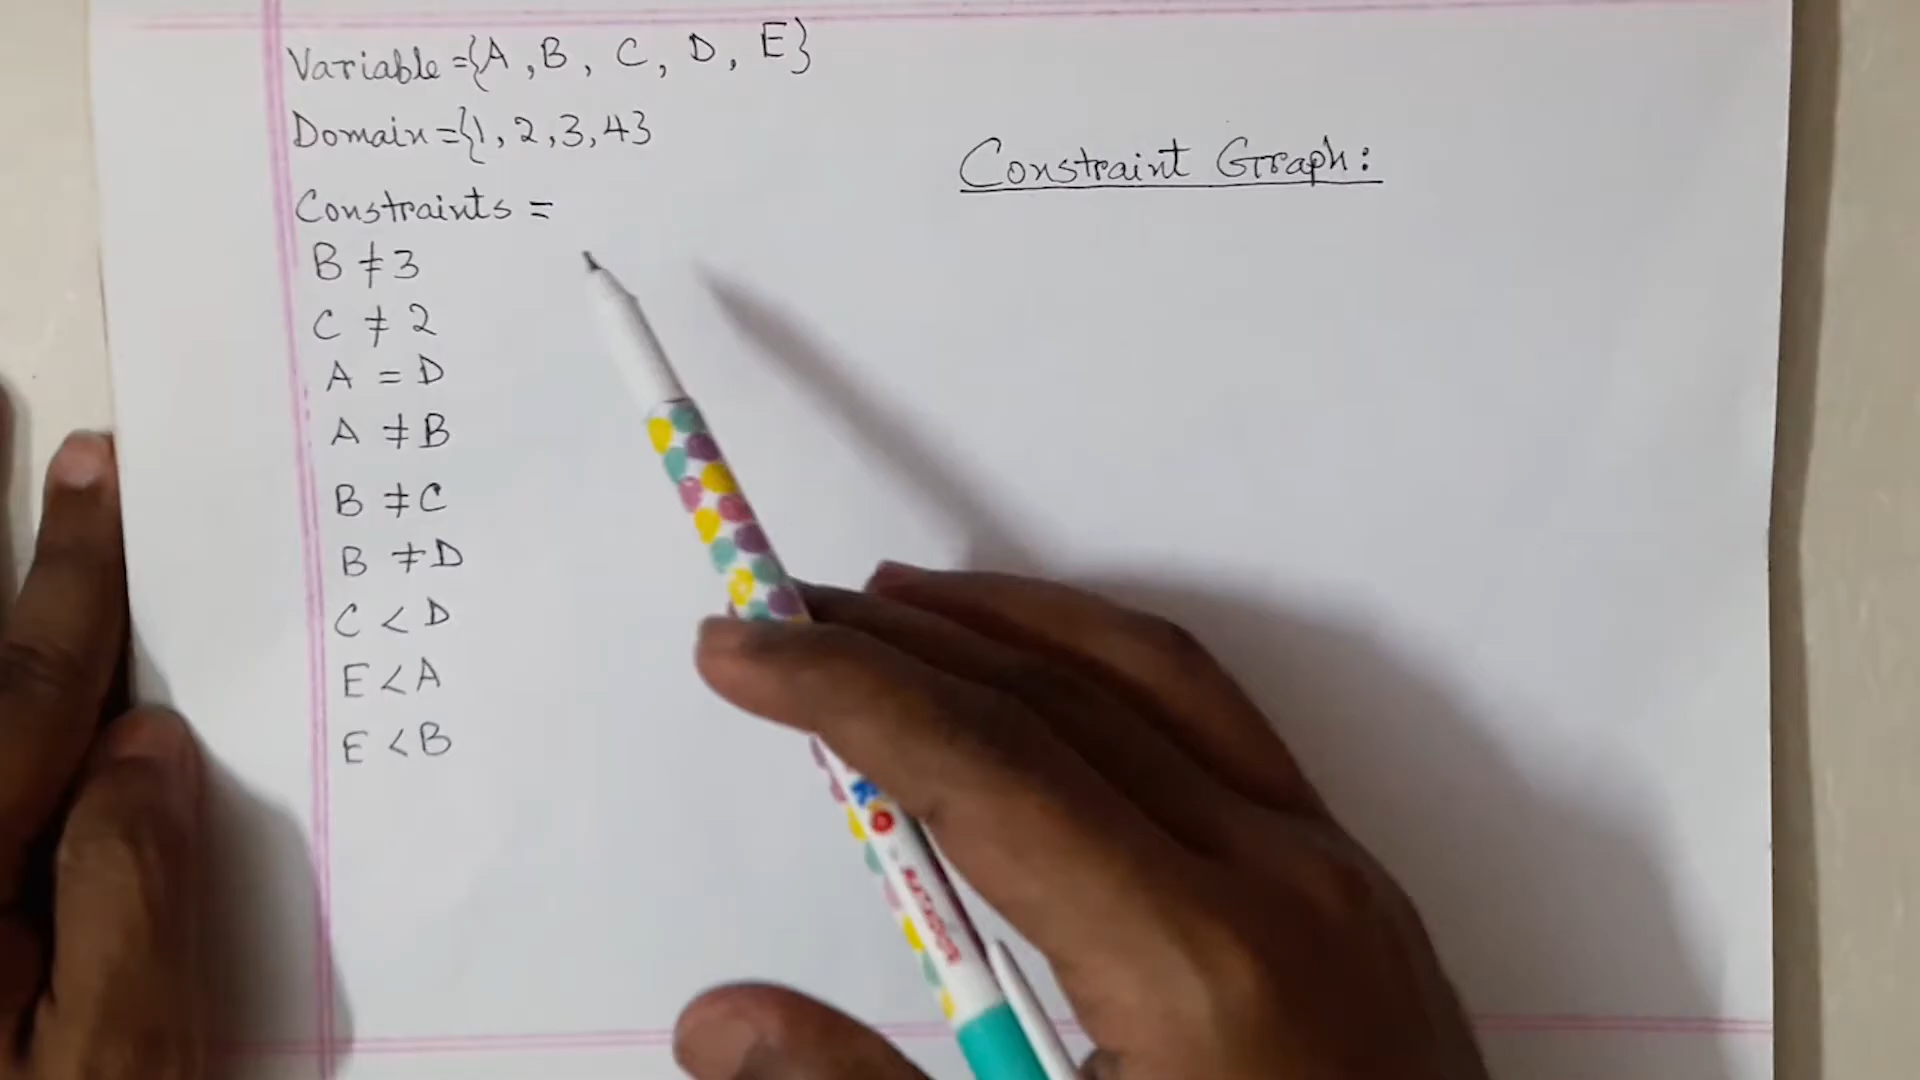 Variable={A, B, C, D, E}
Domain={1, 2, 3, 4}
Constraint Graph:
Constraints =
B ≠ 3
C ≠ 2
A = D
A ≠ B
B ≠ C
B ≠ D
C < D
E < A
E < B